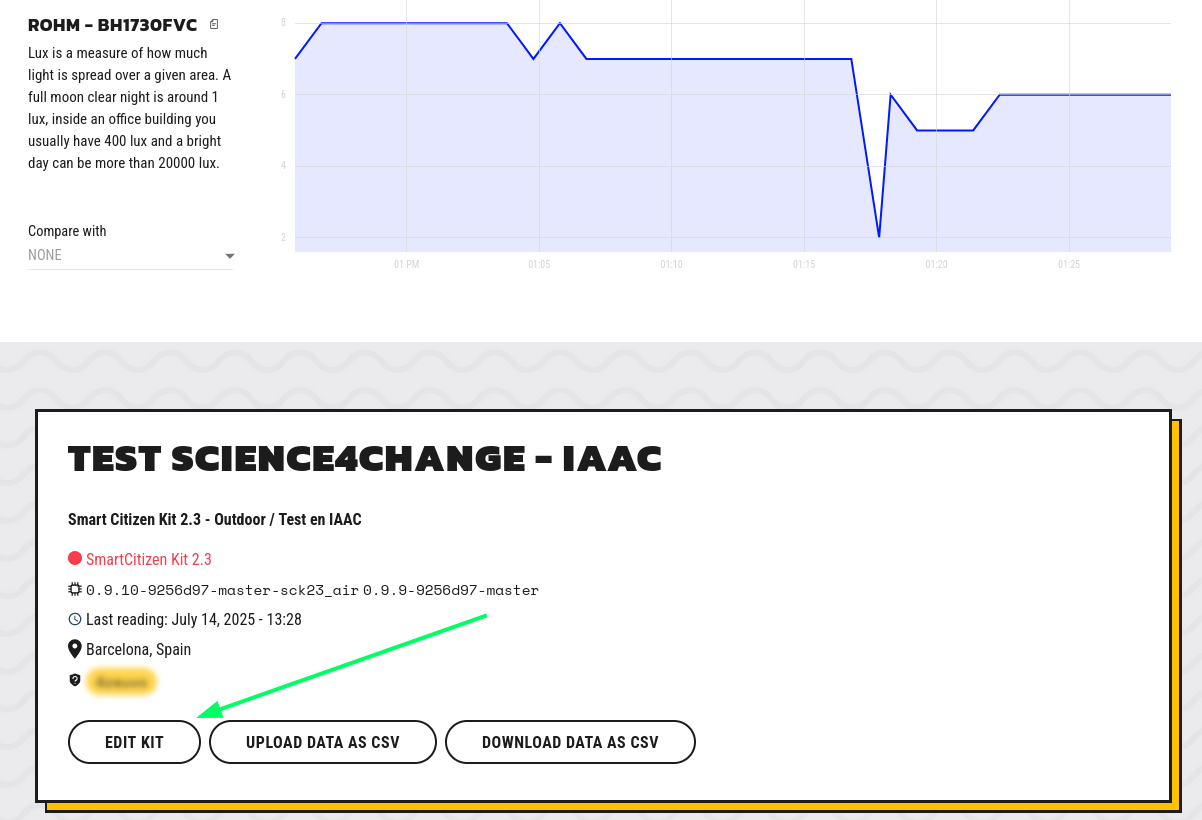 ROHM - BH1730FVC
Lux is a measure of how much
light is spread over a given area. A
full moon clear night is around 1
lux, inside an office building you
usually have 400 lux and a bright
day can be more than 20000 lux.
Compare with
NONE
8
6
4
2
01 PM
01:05
01:10
01:15
01:20
01:25
TEST SCIENCE4CHANGE - IAAC
Smart Citizen Kit 2.3 - Outdoor / Test en IAAC
SmartCitizen Kit 2.3
0.9.10-9256d97-master-sck23_air 0.9.9-9256d97-master
Last reading: July 14, 2025 - 13:28
Barcelona, Spain
EDIT KIT
UPLOAD DATA AS CSV
DOWNLOAD DATA AS CSV